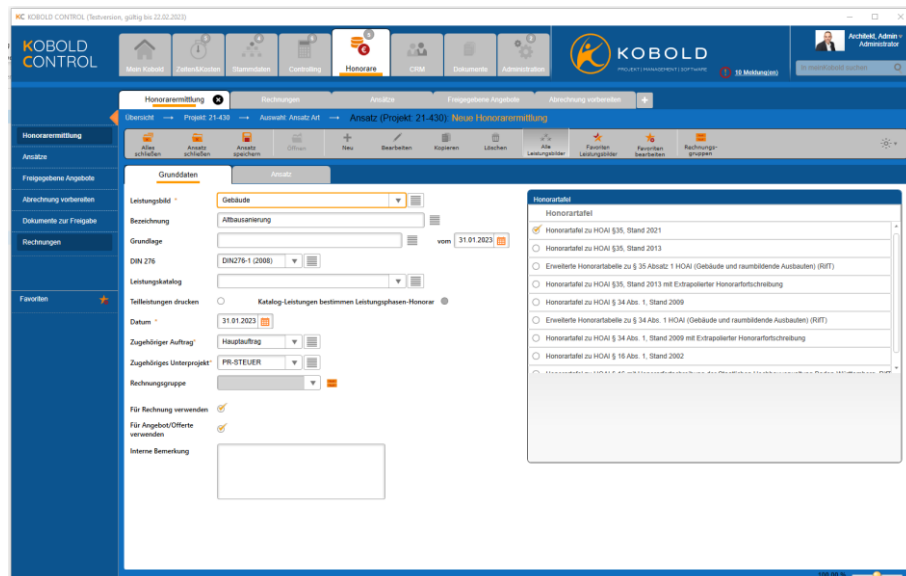 KC KOBOLD CONTROL (Testversion, gültig bis 22.02.2023)
KOBOLD
CONTROL
Mein Kobold
Zeiten&Kosten
Stammdaten
Controlling
Honorare
CRM
Dokumente
Administration
KOBOLD
PROJEKT|MANAGEMENT|SOFTWARE
18 Meldung(en)
Architekt, Admin
Administrator
Honorarermittlung
Rechnungen
Ansätze
Freigegebene Angebote
Abrechnung vorbereiten
+
Übersicht → Projekt: 21-430 → Auswahl: Ansatz Art → Ansatz (Projekt: 21-430) Neue Honorarermittlung
Honorarermittlung
Ansätze
Freigegebene Angebote
Abrechnung vorbereiten
Dokumente zur Freigabe
Rechnungen
Favoriten
Alles schließen
Ansatz schließen
Ansatz speichern
Öffnen
Neu
Bearbeiten
Kopieren
Löschen
Alle Leistungsbilder
Favoriten Leistungsbilder
Favoriten bearbeiten
Rechnungs-gruppen
Grunddaten
Ansatz
Leistungsbild * Gebäude
Bezeichnung Altbausanierung
Grundlage vom 31.01.2023
DIN 276 DIN276-1 (2008)
Leistungskatalog
Teilleistungen drucken Katalog-Leistungen bestimmen Leistungsphasen-Honorar
Datum * 31.01.2023
Zugehöriger Auftrag* Hauptauftrag
Zugehöriges Unterprojekt* PR-STEUER
Rechnungsgruppe
Für Rechnung verwenden
Für Angebot/Offerte
verwenden
Interne Bemerkung
Honorartafel
Honorartafel
Honorartafel zu HOAI §35, Stand 2021
Honorartafel zu HOAI §35, Stand 2013
Erweiterte Honorartabelle zu § 35 Absatz 1 HOAI (Gebäude und raumbildende Ausbauten) (RifT)
Honorartafel zu HOAI §35, Stand 2013 mit Extrapolierter Honorarfortschreibung
Honorartafel zu HOAI § 34 Abs. 1, Stand 2009
Erweiterte Honorartabelle zu § 34 Abs. 1 HOAI (Gebäude und raumbildende Ausbauten) (RifT)
Honorartafel zu HOAI § 34 Abs. 1, Stand 2009 mit Extrapolierter Honorarfortschreibung
Honorartafel zu HOAI § 16 Abs. 1, Stand 2002
100,00 %